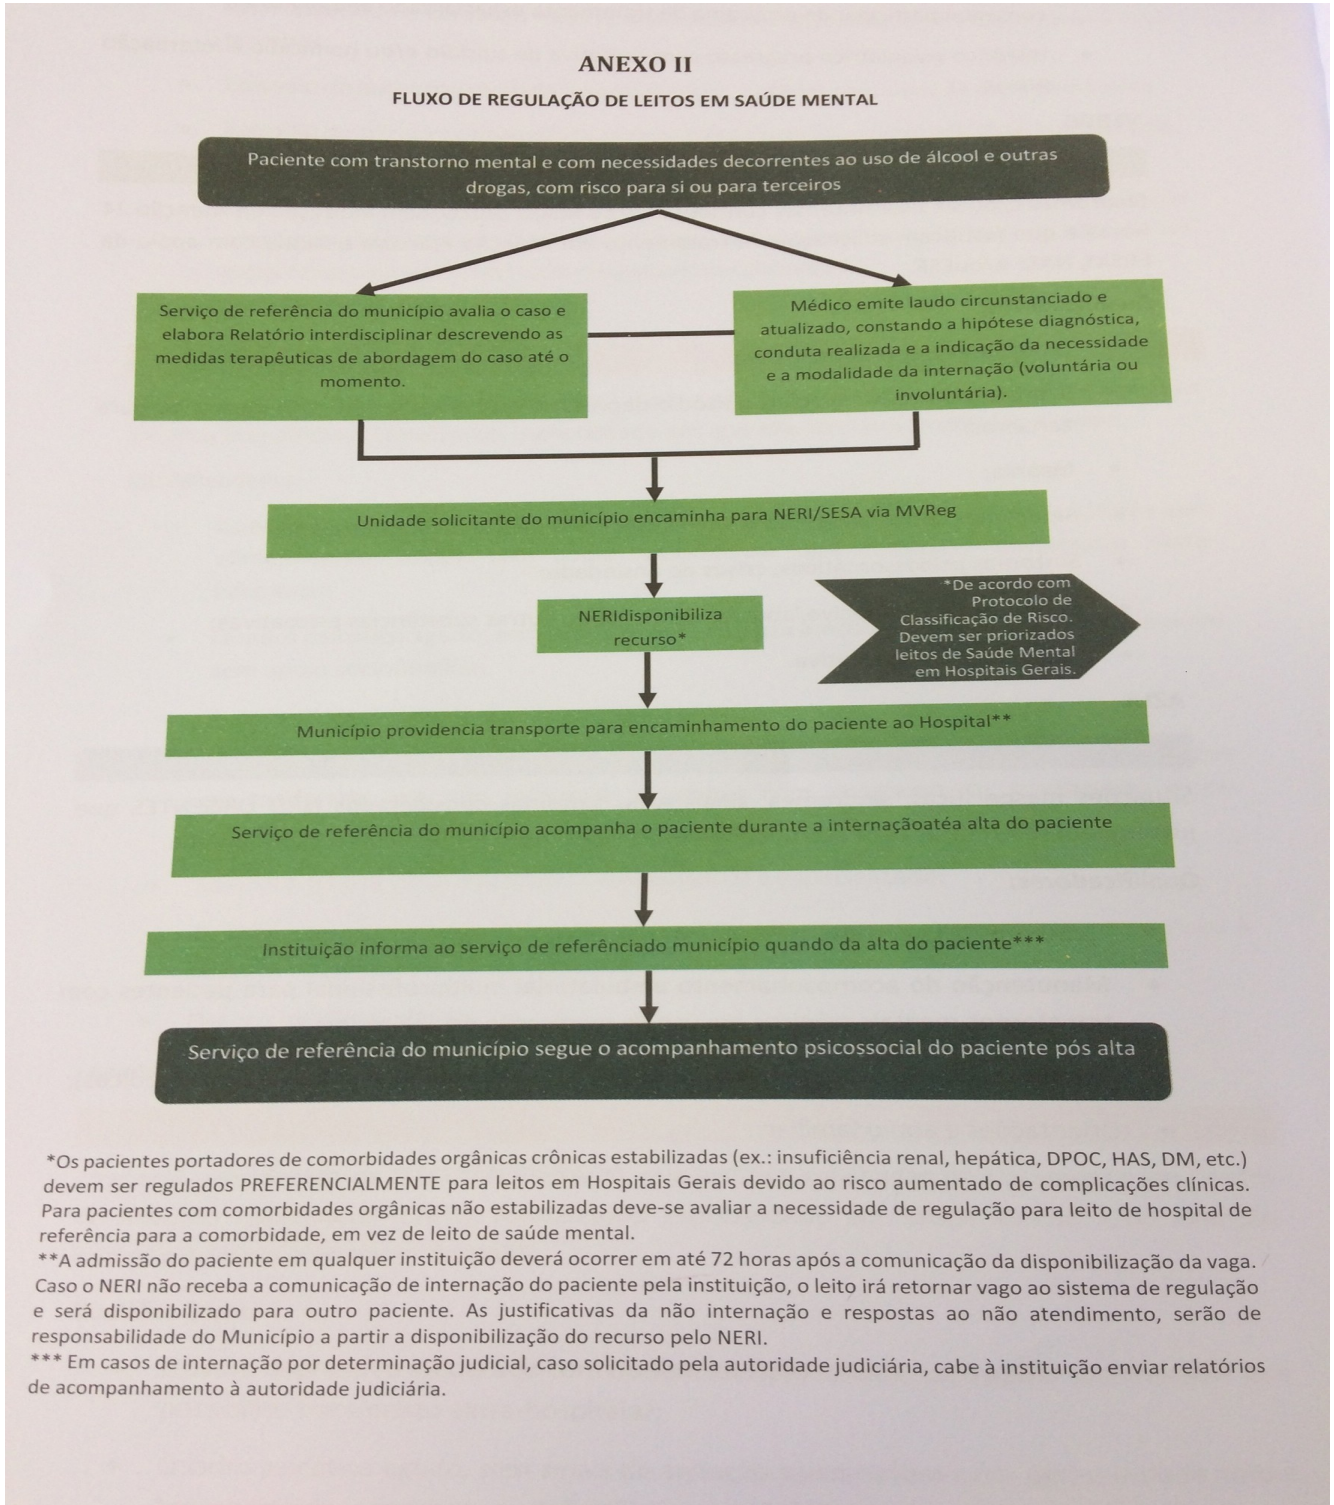 ANEXO II
FLUXO DE REGULAÇÃO DE LEITOS EM SAÚDE MENTAL
Paciente com transtorno mental e com necessidades decorrentes ao uso de álcool e outras
drogas, com risco para si ou para terceiros
Serviço de referência do município avalia o caso e
elabora Relatório interdisciplinar descrevendo as
medidas terapêuticas de abordagem do caso até o
momento.
Médico emite laudo circunstanciado e
atualizado, constando a hipótese diagnóstica,
conduta realizada e a indicação da necessidade
e a modalidade da internação (voluntária ou
involuntária).
Unidade solicitante do município encaminha para NERI/SESA via MVReg
NERIdisponibiliza
recurso*
*De acordo com
Protocolo de
Classificação de Risco.
Devem ser priorizados
leitos de Saúde Mental
em Hospitais Gerais.
Município providencia transporte para encaminhamento do paciente ao Hospital**
Serviço de referência do município acompanha o paciente durante a internaçãoatéa alta do paciente
Instituição informa ao serviço de referênciado município quando da alta do paciente***
Serviço de referência do município segue o acompanhamento psicossocial do paciente pós alta
*Os pacientes portadores de comorbidades orgânicas crônicas estabilizadas (ex.: insuficiência renal, hepática, DPOC, HAS, DM, etc.)
devem ser regulados PREFERENCIALMENTE para leitos em Hospitais Gerais devido ao risco aumentado de complicações clínicas.
Para pacientes com comorbidades orgânicas não estabilizadas deve-se avaliar a necessidade de regulação para leito de hospital de
referência para a comorbidade, em vez de leito de saúde mental.
**A admissão do paciente em qualquer instituição deverá ocorrer em até 72 horas após a comunicação da disponibilização da vaga.
Caso o NERI não receba a comunicação de internação do paciente pela instituição, o leito irá retornar vago ao sistema de regulação
e será disponibilizado para outro paciente. As justificativas da não internação e respostas ao não atendimento, serão de
responsabilidade do Município a partir a disponibilização do recurso pelo NERI.
*** Em casos de internação por determinação judicial, caso solicitado pela autoridade judiciária, cabe à instituição enviar relatórios
de acompanhamento à autoridade judiciária.